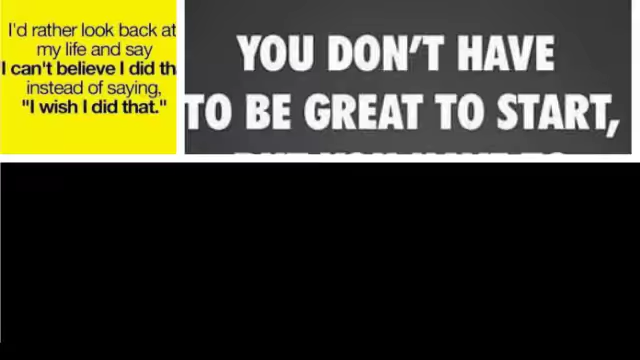 I'd rather look back at
my life and say
I can't believe I did th
instead of saying,
"I wish I did that."
YOU DON'T HAVE
TO BE GREAT TO START,